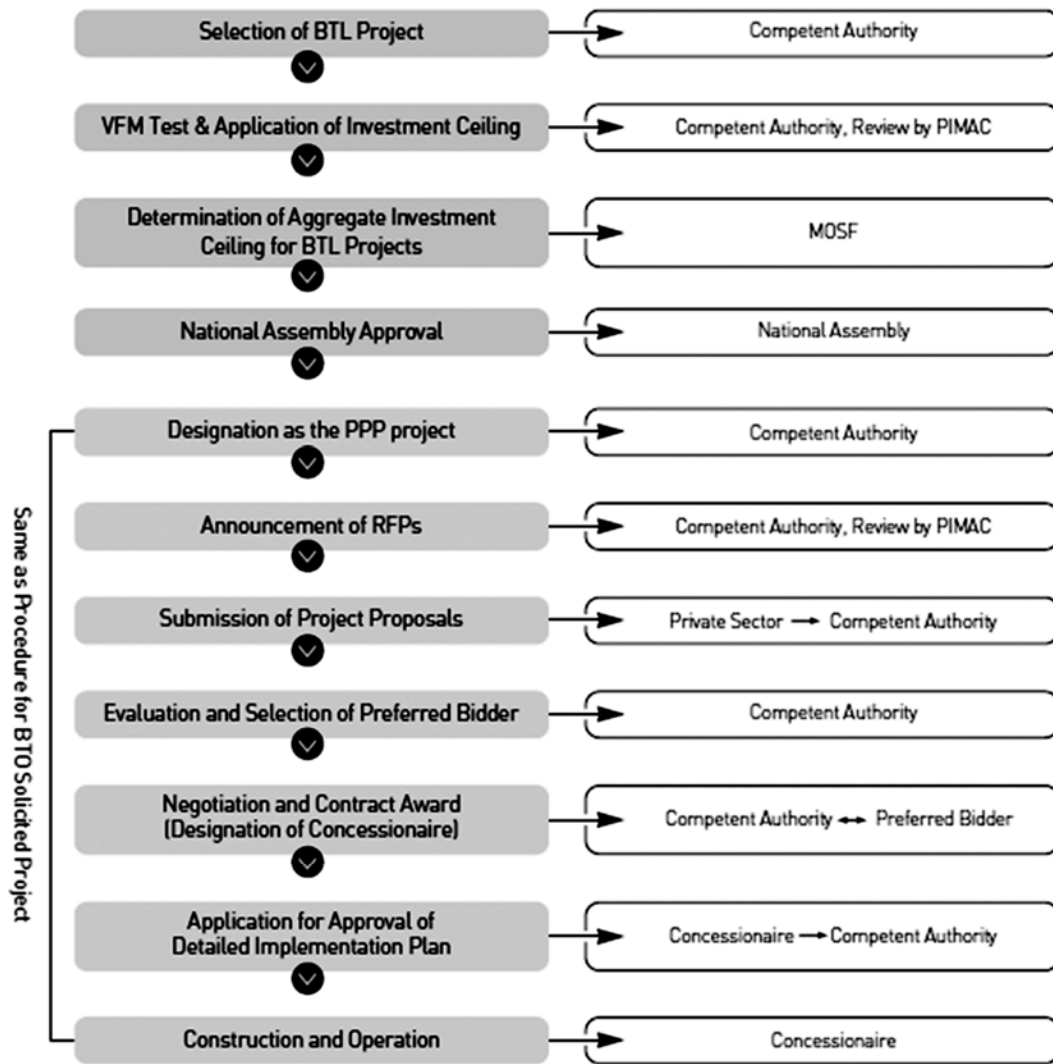 Selection of BTL Project
Competent Authority
VFM Test & Application of Investment Ceiling
Competent Authority, Review by PIMAC
Determination of Aggregate Investment
Ceiling for BTL Projects
MOSF
National Assembly Approval
National Assembly
Same as Procedure for BTO Solicited Project
Designation as the PPP project
Competent Authority
Announcement of RFPs
Competent Authority, Review by PIMAC
Submission of Project Proposals
Private Sector → Competent Authority
Evaluation and Selection of Preferred Bidder
Competent Authority
Negotiation and Contract Award
(Designation of Concessionaire)
Competent Authority ↔ Preferred Bidder
Application for Approval of
Detailed Implementation Plan
Concessionaire → Competent Authority
Construction and Operation
Concessionaire